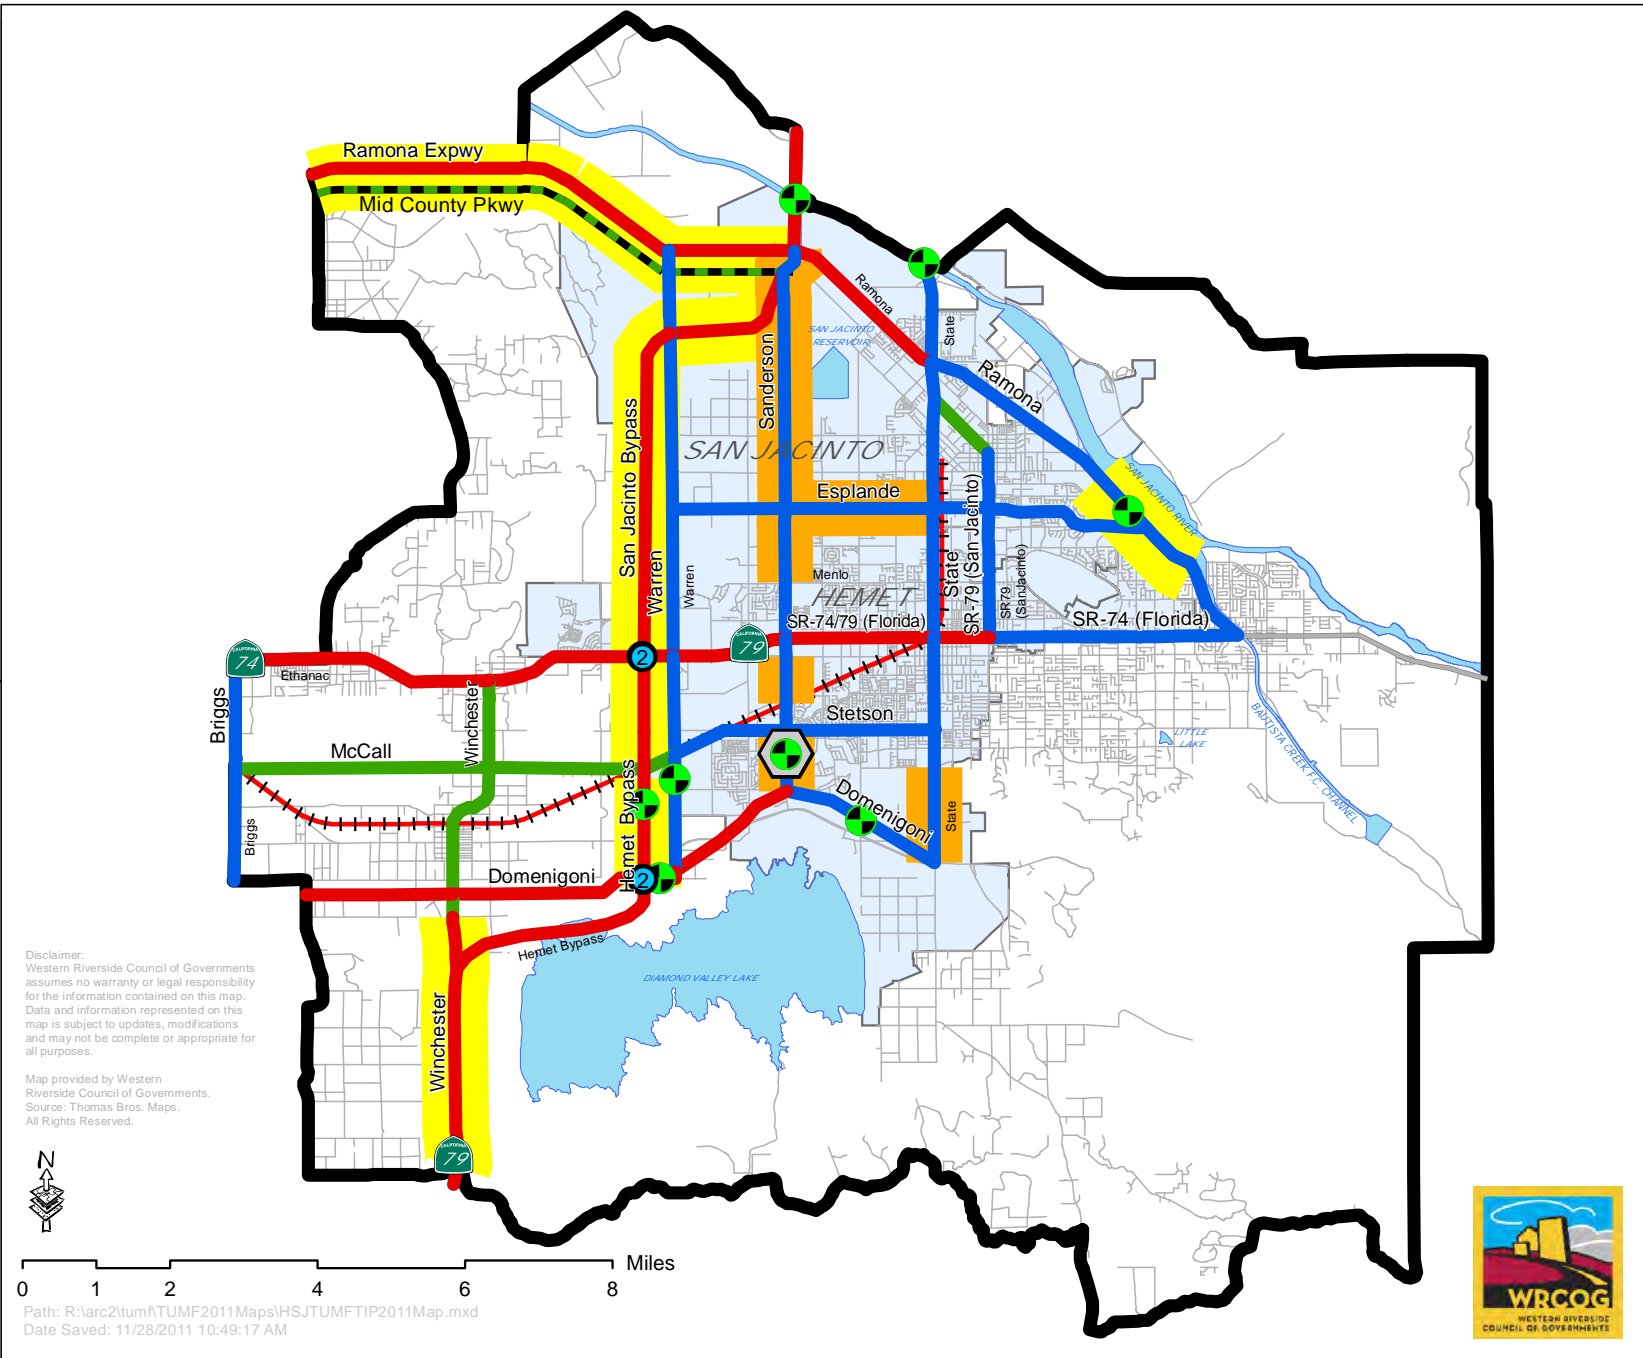 Ramona Expwy
Mid County Pkwy
Ramona
State
SAN JACINTO
RESERVOIR
Sanderson
Ramona
San Jacinto Bypass
SAN JACINTO
SAN JACINTO RIVER
Esplande
State
SR-79 (San Jacinto)
SR79
(SanJacinto)
Warren
Warren
Menlo
HEMET
SR-74/79 (Florida)
SR-74 (Florida)
CALIFORNIA
79
CALIFORNIA
74
2
Ethanac
Briggs
Winchester
McCall
Stetson
LITTLE
LAKE
BAUTISTA CREEK F.C. CHANNEL
Hemet Bypass
Domenigoni
State
Briggs
Domenigoni
2
Hemet Bypass
DIAMOND VALLEY LAKE
Winchester
CALIFORNIA
79
Disclaimer:
Western Riverside Council of Governments
assumes no warranty or legal responsibility
for the information contained on this map.
Data and information represented on this
map is subject to updates, modifications
and may not be complete or appropriate for
all purposes.
Map provided by Western
Riverside Council of Governments.
Source: Thomas Bros. Maps.
All Rights Reserved.
N
Miles
0 1 2 4 6 8
Path: R:\arc2\tumf\TUMF2011Maps\HSJTUMFTIP2011Map.mxd
Date Saved: 11/28/2011 10:49:17 AM
WRCOG
WESTERN RIVERSIDE
COUNCIL OF GOVERNMENTS